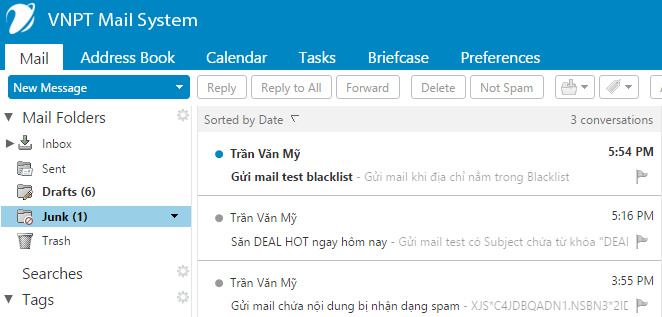 VNPT Mail System
Mail Address Book Calendar Tasks Briefcase Preferences
New Message Reply Reply to All Forward Delete Not Spam
Mail Folders
Sorted by Date 3 conversations
Inbox
Sent
Drafts (6)
Junk (1)
Trash
Searches
Tags
Trần Văn Mỹ 5:54 PM
Gửi mail test blacklist - Gửi mail khi địa chỉ nằm trong Blacklist
Trần Văn Mỹ 5:16 PM
Săn DEAL HOT ngay hôm nay - Gửi mail test có Subject chứa từ khóa "DEAL
Trần Văn Mỹ 3:55 PM
Gửi mail chứa nội dung bị nhận dạng spam - XJS*C4JDBQADN1.NSBN3*2ID